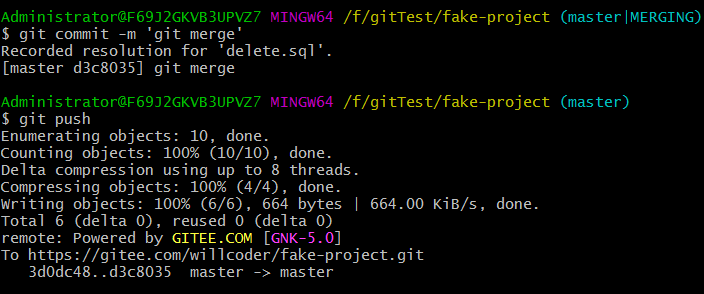 Administrator@F69J2GKVB3UPVZ7 MINGW64 /f/gitTest/fake-project (master|MERGING)
$ git commit -m 'git merge'
Recorded resolution for 'delete.sql'.
[master d3c8035] git merge
Administrator@F69J2GKVB3UPVZ7 MINGW64 /f/gitTest/fake-project (master)
$ git push
Enumerating objects: 10, done.
Counting objects: 100% (10/10), done.
Delta compression using up to 8 threads.
Compressing objects: 100% (4/4), done.
Writing objects: 100% (6/6), 664 bytes | 664.00 KiB/s, done.
Total 6 (delta 0), reused 0 (delta 0)
remote: Powered by GITEE.COM [GNK-5.0]
To https://gitee.com/willcoder/fake-project.git
   3d0dc48..d3c8035  master -> master